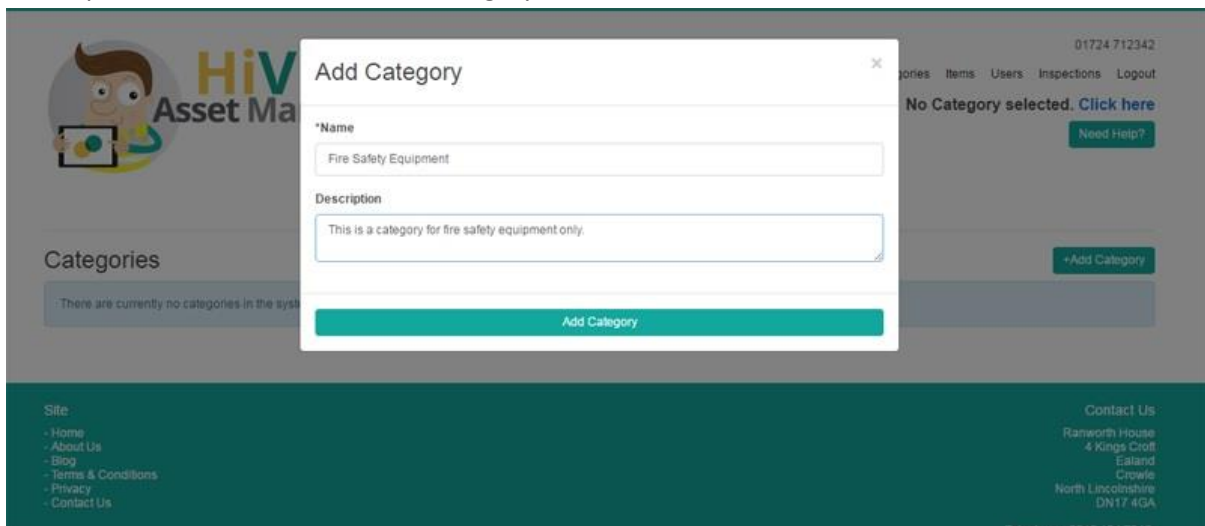 01724 712342
HiV
Asset Ma
gories Items Users Inspections Logout
No Category selected. Click here
Need Help?
Add Category
×
*Name
Fire Safety Equipment
Description
This is a category for fire safety equipment only.
Add Category
Categories
+Add Category
There are currently no categories in the syst
Site
- Home
- About Us
- Blog
- Terms & Conditions
- Privacy
- Contact Us
Contact Us
Ranworth House
4 Kings Croft
Ealand
Crowle
North Lincolnshire
DN17 4GA